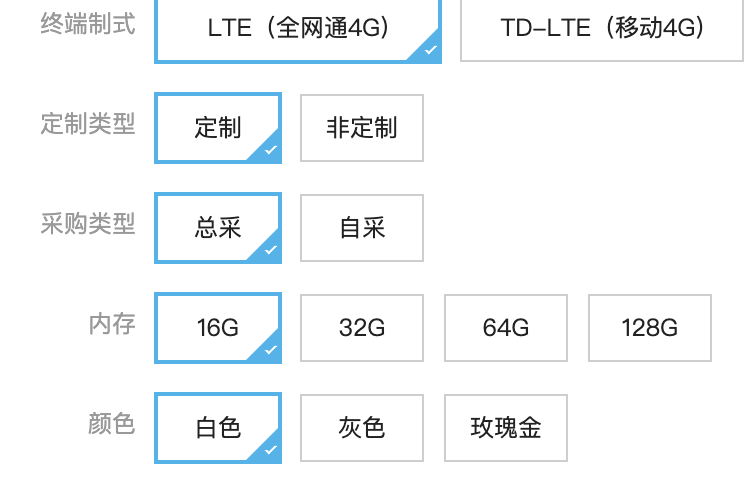 终端制式 LTE（全网通4G） TD-LTE（移动4G）
定制类型 定制 非定制
采购类型 总采 自采
内存 16G 32G 64G 128G
颜色 白色 灰色 玫瑰金